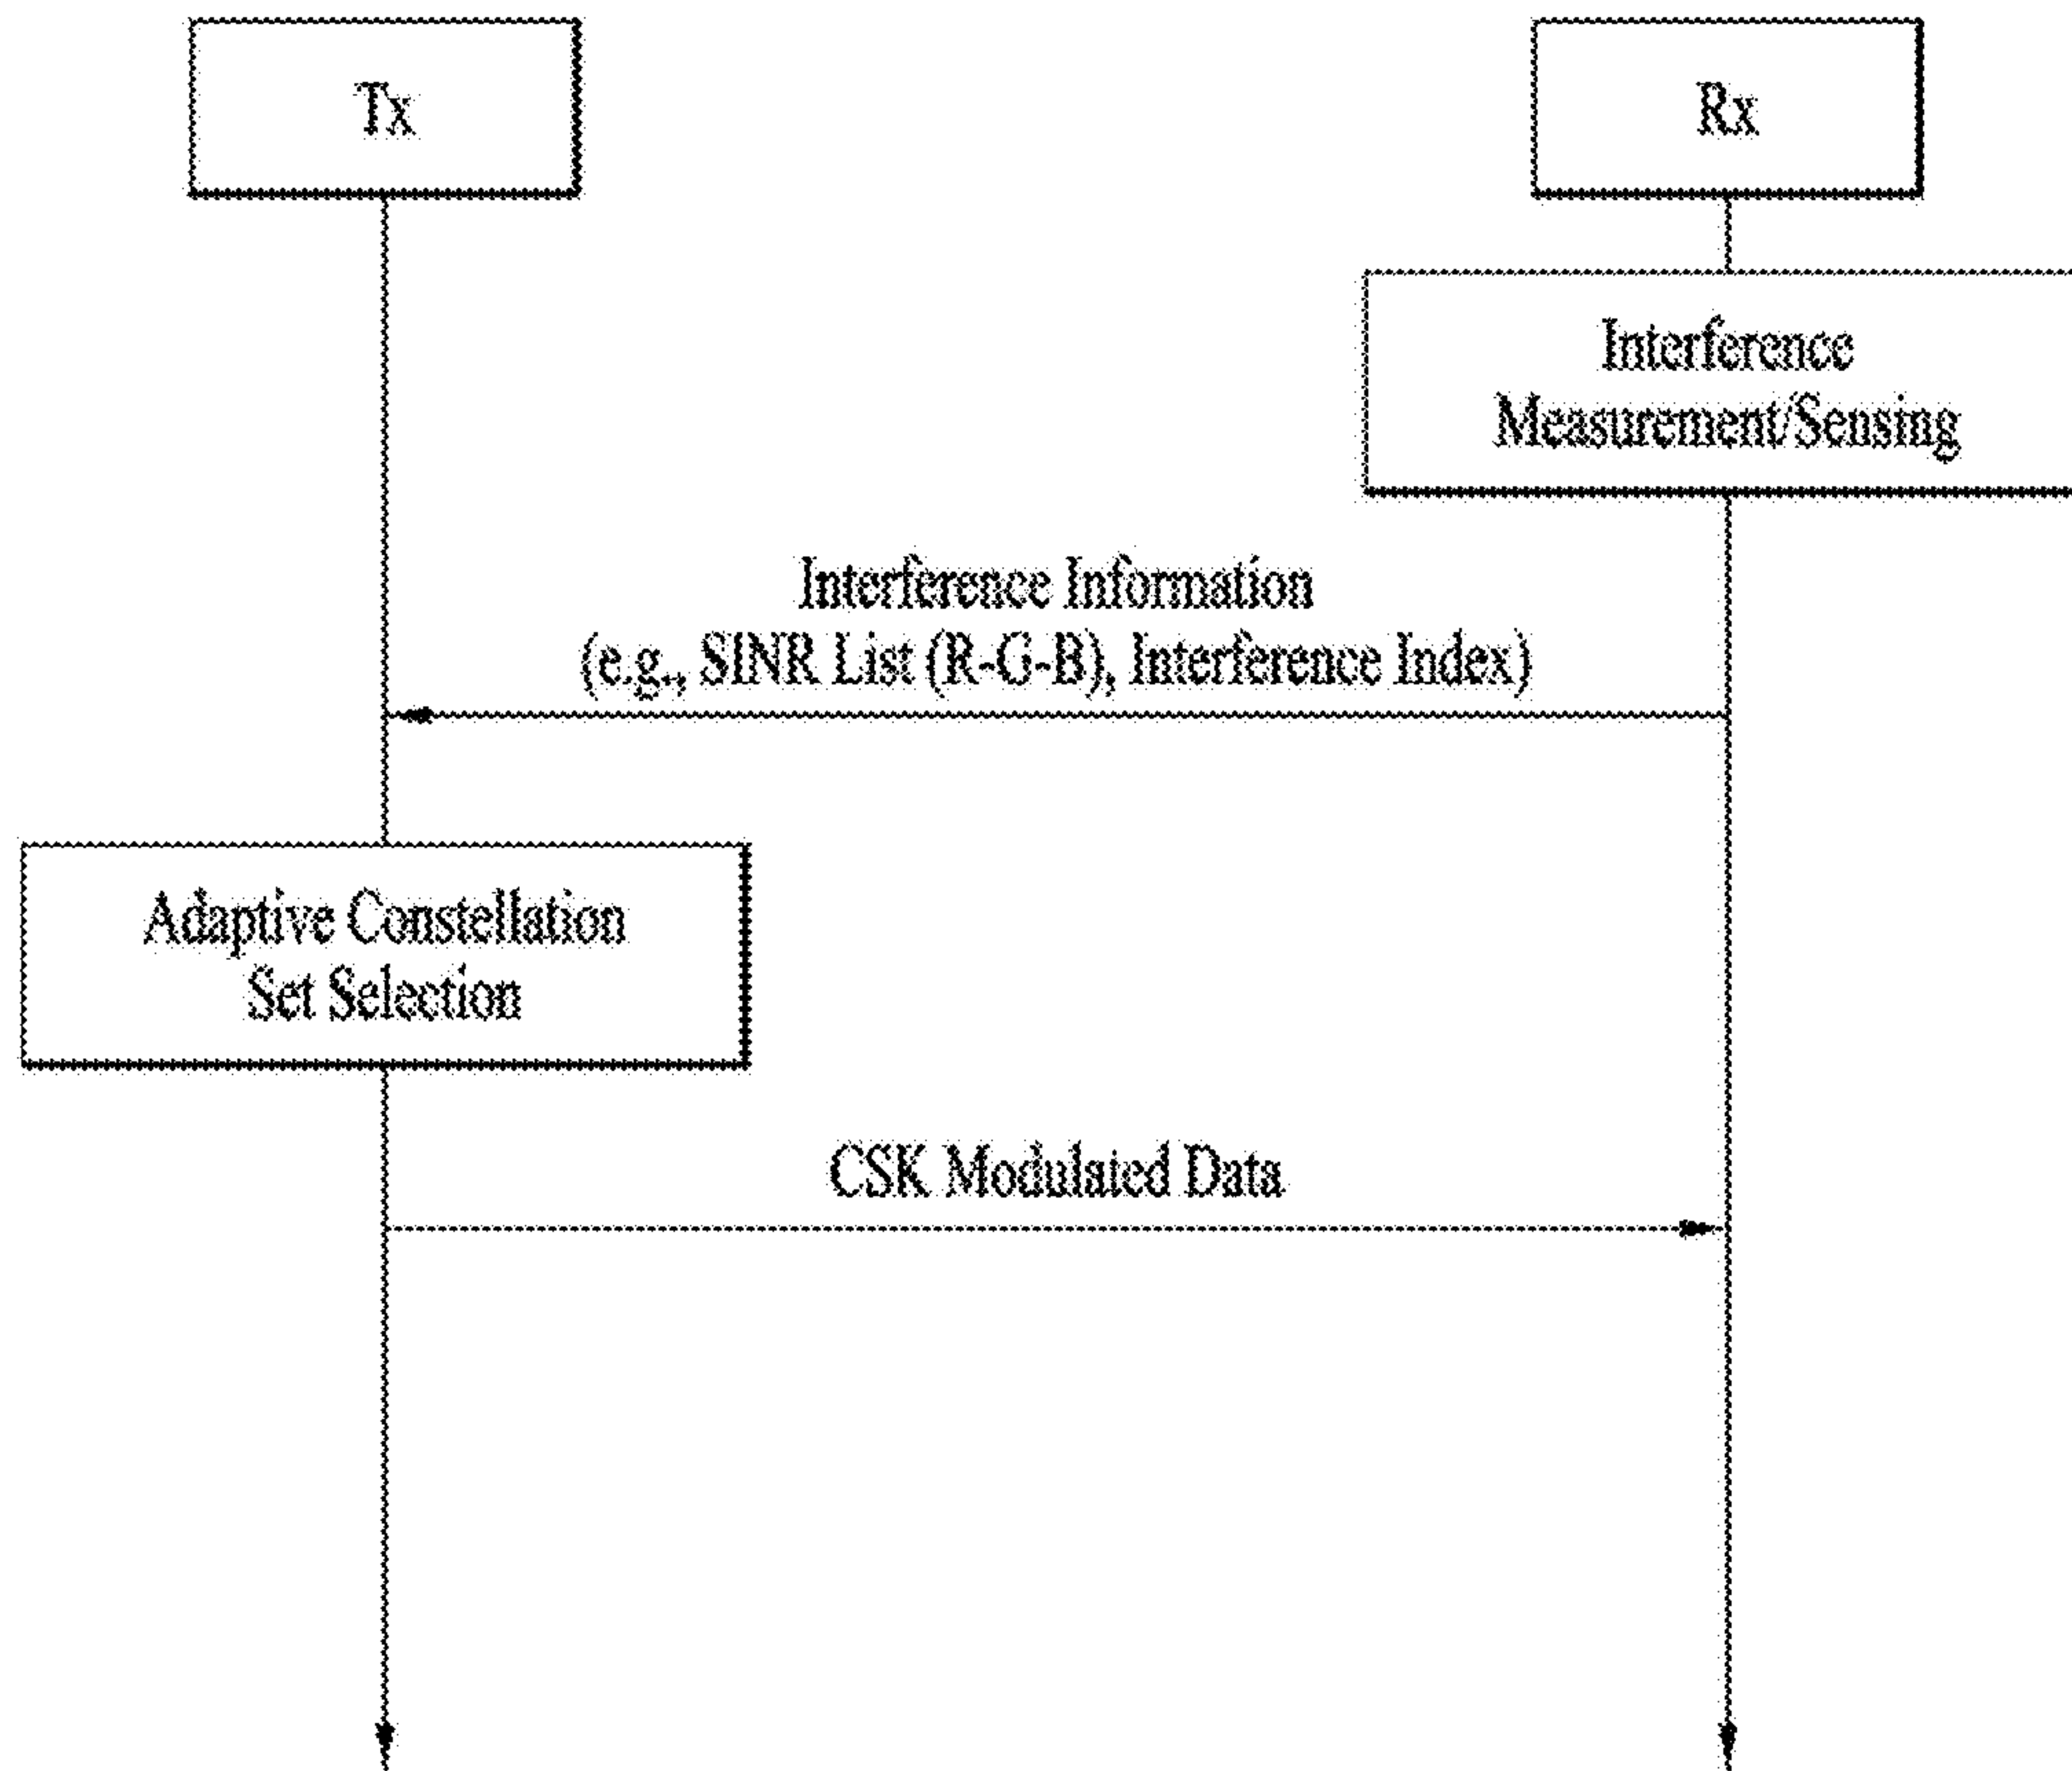 Tx
Rx
Interference
Measurement/Sensing
Interference Information
(e.g., SINR List (R-G-B), Interference Index)
Adaptive Constellation
Set Selection
CSK Modulated Data